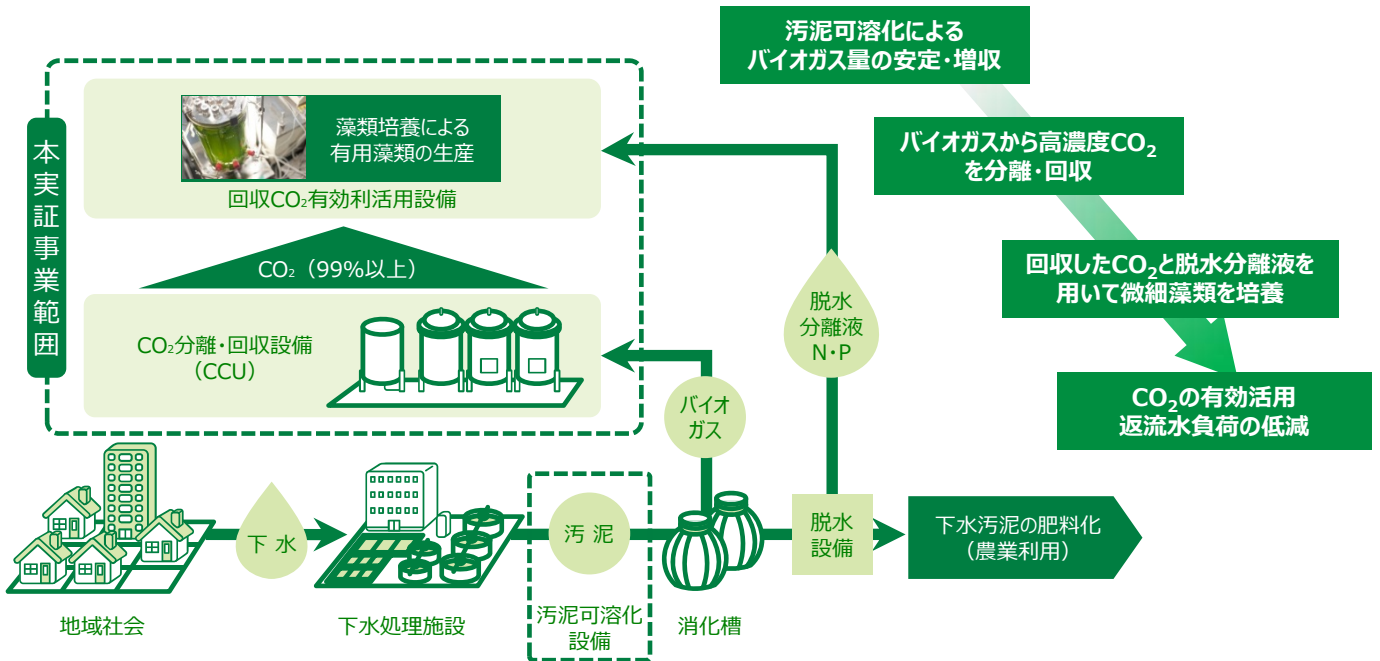 汚泥可溶化による
バイオガス量の安定・増収
バイオガスから高濃度CO₂
を分離・回収
回収したCO₂と脱水分離液を
用いて微細藻類を培養
CO₂の有効活用
返流水負荷の低減
本実証事業範囲
藻類培養による
有用藻類の生産
回収CO₂有効利活用設備
CO₂（99%以上）
CO₂分離・回収設備
（CCU）
脱水
分離液
N・P
バイオ
ガス
下水
汚泥
脱水
設備
下水汚泥の肥料化
（農業利用）
地域社会
下水処理施設
汚泥可溶化
設備
消化槽